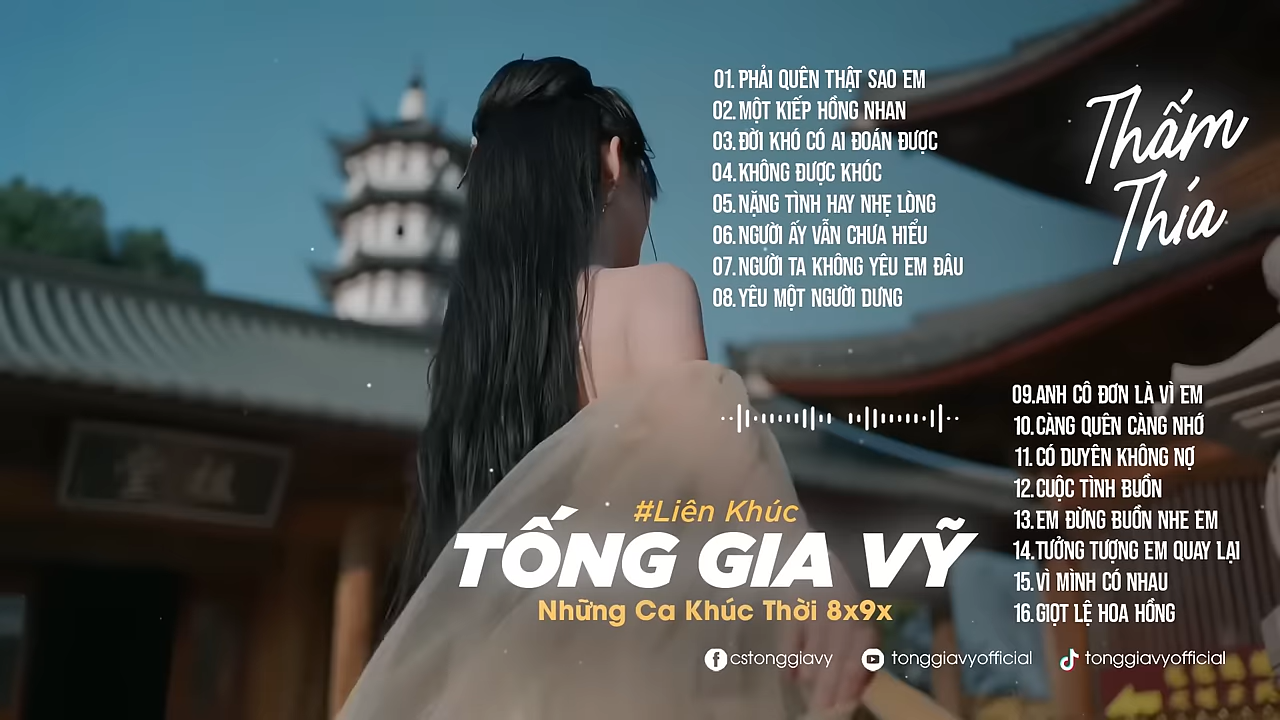 01. PHẢI QUÊN THẬT SAO EM
02. MỘT KIẾP HỒNG NHAN
03. ĐỜI KHÓ CÓ AI ĐOÁN ĐƯỢC
04. KHÔNG ĐƯỢC KHÓC
05. NẶNG TÌNH HAY NHẸ LÒNG
06. NGƯỜI ẤY VẪN CHƯA HIỂU
07. NGƯỜI TA KHÔNG YÊU EM ĐÂU
08. YÊU MỘT NGƯỜI DƯNG
Thấm
Thía
09. ANH CÔ ĐƠN LÀ VÌ EM
10. CÀNG QUÊN CÀNG NHỚ
11. CÓ DUYÊN KHÔNG NỢ
12. CUỘC TÌNH BUỒN
13. EM ĐỪNG BUỒN NHE EM
14. TƯỞNG TƯỢNG EM QUAY LẠI
15. VÌ MÌNH CÓ NHAU
16. GIỌT LỆ HOA HỒNG
#Liên Khúc
TỐNG GIA VỸ
Những Ca Khúc Thời 8x9x
cstonggiavy tonggiavyofficial tonggiavyofficial